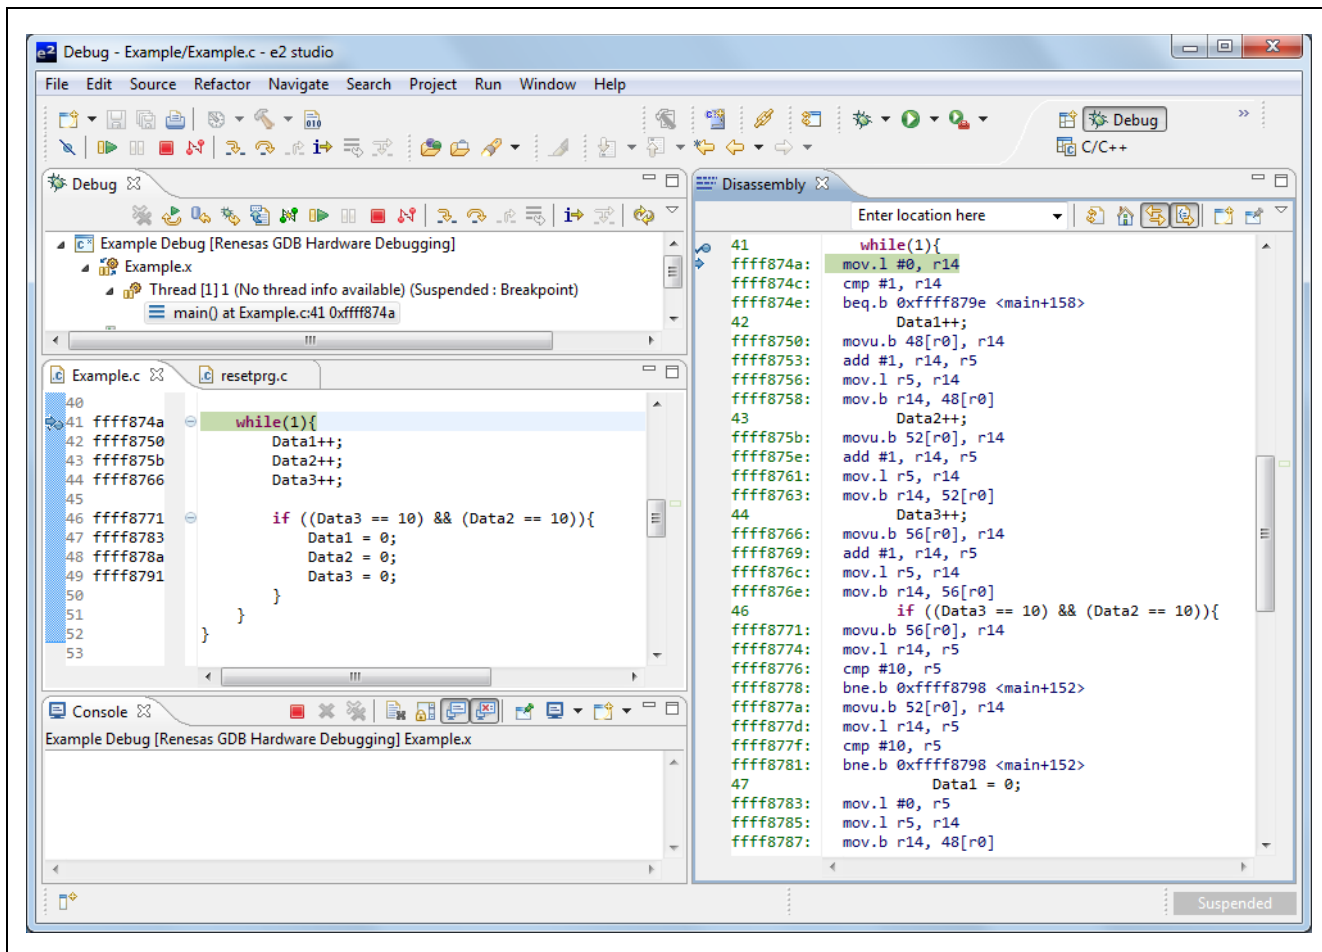 e2 Debug - Example/Example.c - e2 studio
File Edit Source Refactor Navigate Search Project Run Window Help
010
Debug
C/C++
Debug
Example Debug [Renesas GDB Hardware Debugging]
Example.x
Thread [1] 1 (No thread info available) (Suspended : Breakpoint)
main() at Example.c:41 0xffff874a
Example.c resetprg.c
40
41 ffff874a while(1){
42 ffff8750 Data1++;
43 ffff875b Data2++;
44 ffff8766 Data3++;
45
46 ffff8771 if ((Data3 == 10) && (Data2 == 10)){
47 ffff8783 Data1 = 0;
48 ffff878a Data2 = 0;
49 ffff8791 Data3 = 0;
50 }
51 }
52 }
53
Console
Example Debug [Renesas GDB Hardware Debugging] Example.x
Disassembly
Enter location here
41 while(1){
ffff874a: mov.l #0, r14
ffff874c: cmp #1, r14
ffff874e: beq.b 0xffff879e <main+158>
42 Data1++;
ffff8750: movu.b 48[r0], r14
ffff8753: add #1, r14, r5
ffff8756: mov.l r5, r14
ffff8758: mov.b r14, 48[r0]
43 Data2++;
ffff875b: movu.b 52[r0], r14
ffff875e: add #1, r14, r5
ffff8761: mov.l r5, r14
ffff8763: mov.b r14, 52[r0]
44 Data3++;
ffff8766: movu.b 56[r0], r14
ffff8769: add #1, r14, r5
ffff876c: mov.l r5, r14
ffff876e: mov.b r14, 56[r0]
46 if ((Data3 == 10) && (Data2 == 10)){
ffff8771: movu.b 56[r0], r14
ffff8774: mov.l r14, r5
ffff8776: cmp #10, r5
ffff8778: bne.b 0xffff8798 <main+152>
ffff877a: movu.b 52[r0], r14
ffff877d: mov.l r14, r5
ffff877f: cmp #10, r5
ffff8781: bne.b 0xffff8798 <main+152>
47 Data1 = 0;
ffff8783: mov.l #0, r5
ffff8785: mov.l r5, r14
ffff8787: mov.b r14, 48[r0]
Suspended